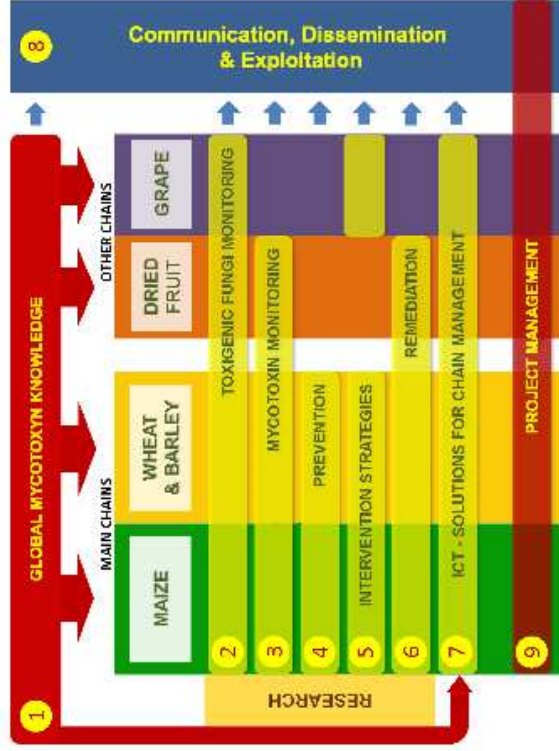 1
GLOBAL MYCOTOXYN KNOWLEDGE
MAIN CHAINS
OTHER CHAINS
MAIZE
WHEAT
& BARLEY
DRIED
FRUIT
GRAPE
RESEARCH
2
TOXIGENIC FUNGI MONITORING
3
MYCOTOXIN MONITORING
4
PREVENTION
5
INTERVENTION STRATEGIES
6
REMEDIATION
7
ICT - SOLUTIONS FOR CHAIN MANAGEMENT
8
Communication, Dissemination
& Exploitation
9
PROJECT MANAGEMENT